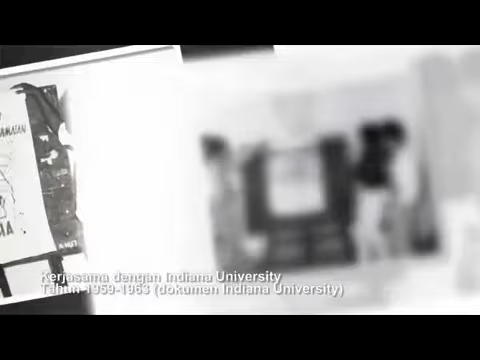 Kerjasama dengan Indiana University
Tahun 1959-1963 (dokumen Indiana University)